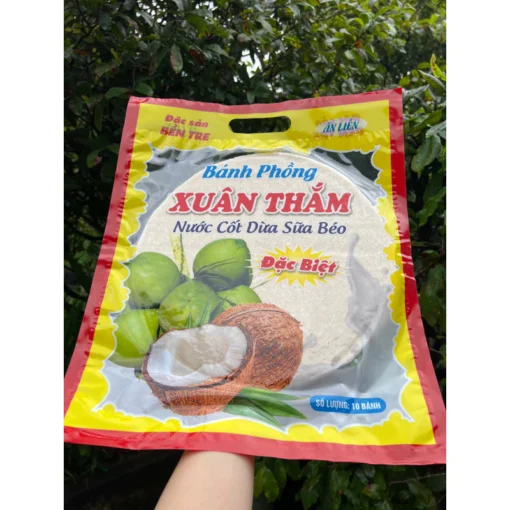 Đặc sản
BẾN TRE
ĂN LIỀN
Bánh Phồng
XUÂN THẮM
Nước Cốt Dừa Sữa Béo
Đặc Biệt
SỐ LƯỢNG: 10 BÁNH